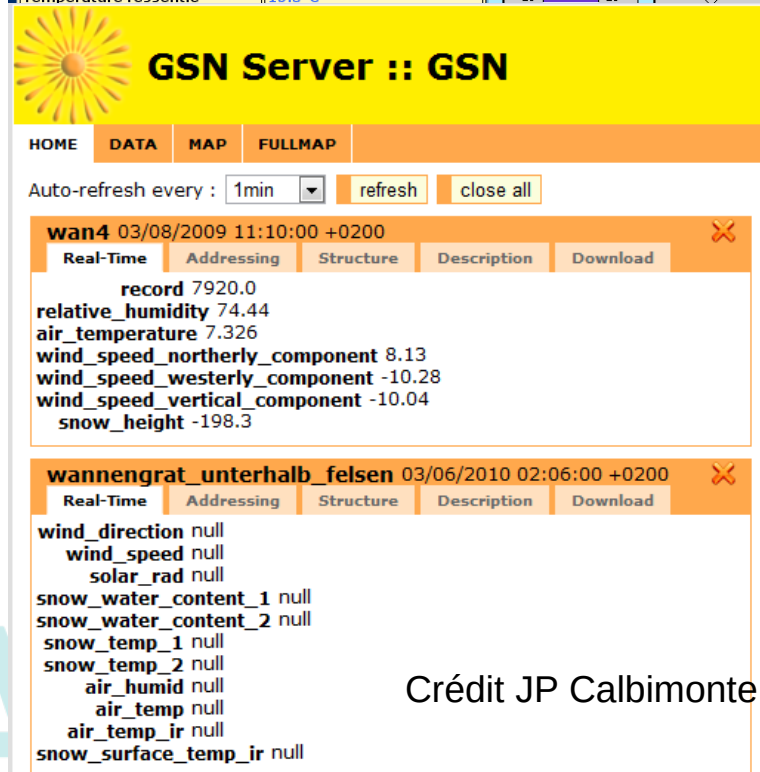 GSN Server :: GSN
HOME DATA MAP FULLMAP
Auto-refresh every : 1min refresh close all
wan4 03/08/2009 11:10:00 +0200
Real-Time Addressing Structure Description Download
record 7920.0
relative_humidity 74.44
air_temperature 7.326
wind_speed_northerly_component 8.13
wind_speed_westerly_component -10.28
wind_speed_vertical_component -10.04
snow_height -198.3
wannengrat_unterhalb_felsen 03/06/2010 02:06:00 +0200
Real-Time Addressing Structure Description Download
wind_direction null
wind_speed null
solar_rad null
snow_water_content_1 null
snow_water_content_2 null
snow_temp_1 null
snow_temp_2 null
air_humid null
air_temp null
air_temp_ir null
snow_surface_temp_ir null
Crédit JP Calbimonte